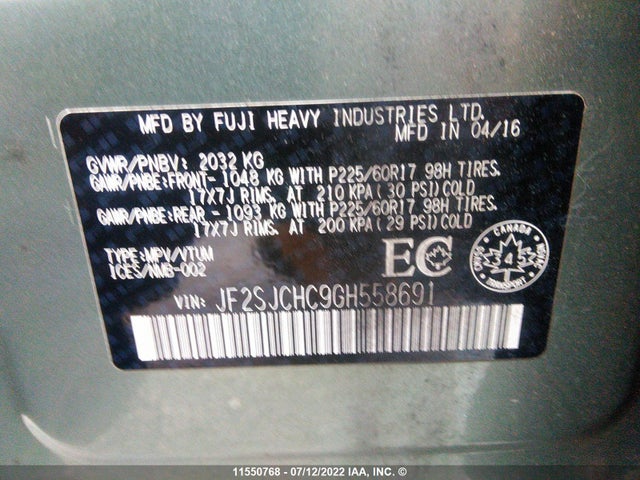 MFD BY FUJI HEAVY INDUSTRIES LTD.
MFD IN 04/16
GVWR/PNBV: 2032 KG
GAWR/PNBE:FRONT- 1048 KG WITH P225/60R17 98H TIRES.
17X7J RIMS. AT 210 KPA ( 30 PSI) COLD
GAWR/PNBE:REAR - 1093 KG WITH P225/60R17 98H TIRES.
17X7J RIMS. AT 200 KPA ( 29 PSI) COLD
TYPE:MPV/VTUM
ICES/NMB-002
EC
CANADA
4
TRANSPORT
VIN: JF2SJCHC9GH558691
11550768 - 07/12/2022 IAA, INC. ©